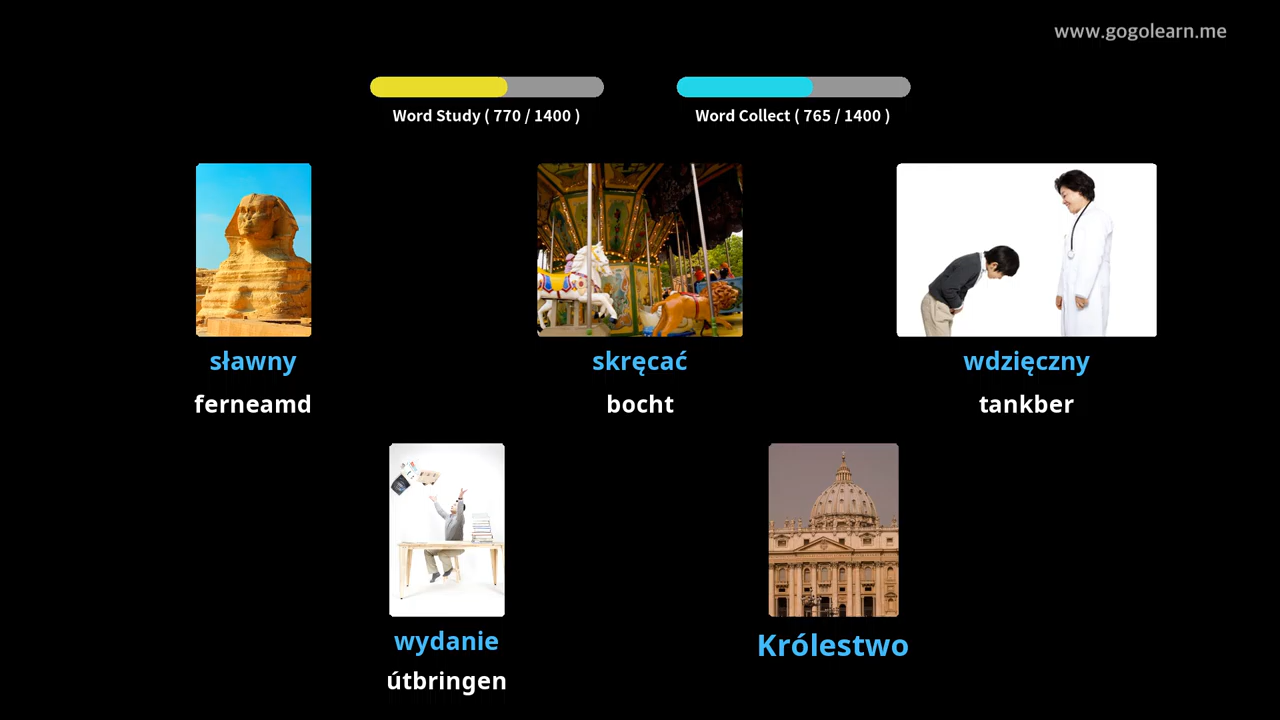 www.gogolearn.me
Word Study ( 770 / 1400 )
Word Collect ( 765 / 1400 )
sławny
skręcać
wdzięczny
ferneamd
bocht
tankber
wydanie
Królestwo
útbringen